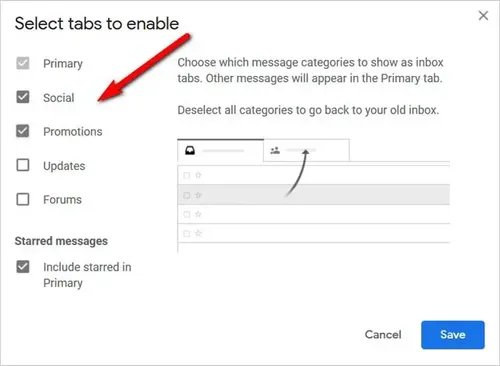 Select tabs to enable
Primary
Social
Promotions
Updates
Forums
Starred messages
Include starred in
Primary
Choose which message categories to show as inbox
tabs. Other messages will appear in the Primary tab.
Deselect all categories to go back to your old inbox.
Cancel
Save